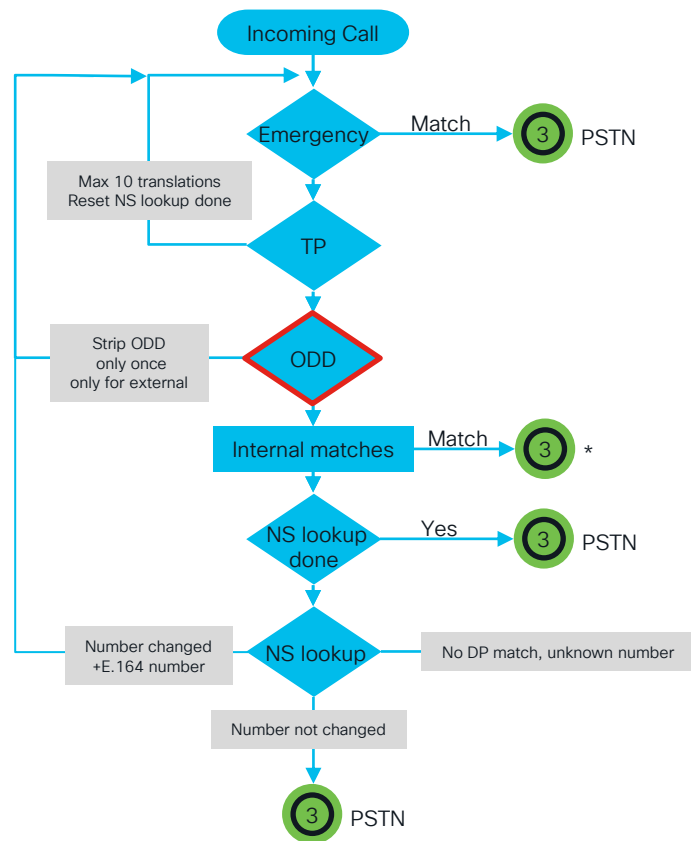 Incoming Call
Emergency
Match
3
PSTN
Max 10 translations
Reset NS lookup done
TP
Strip ODD
only once
only for external
ODD
Internal matches
Match
3
*
NS lookup
done
Yes
3
PSTN
Number changed
+E.164 number
NS lookup
No DP match, unknown number
Number not changed
3
PSTN